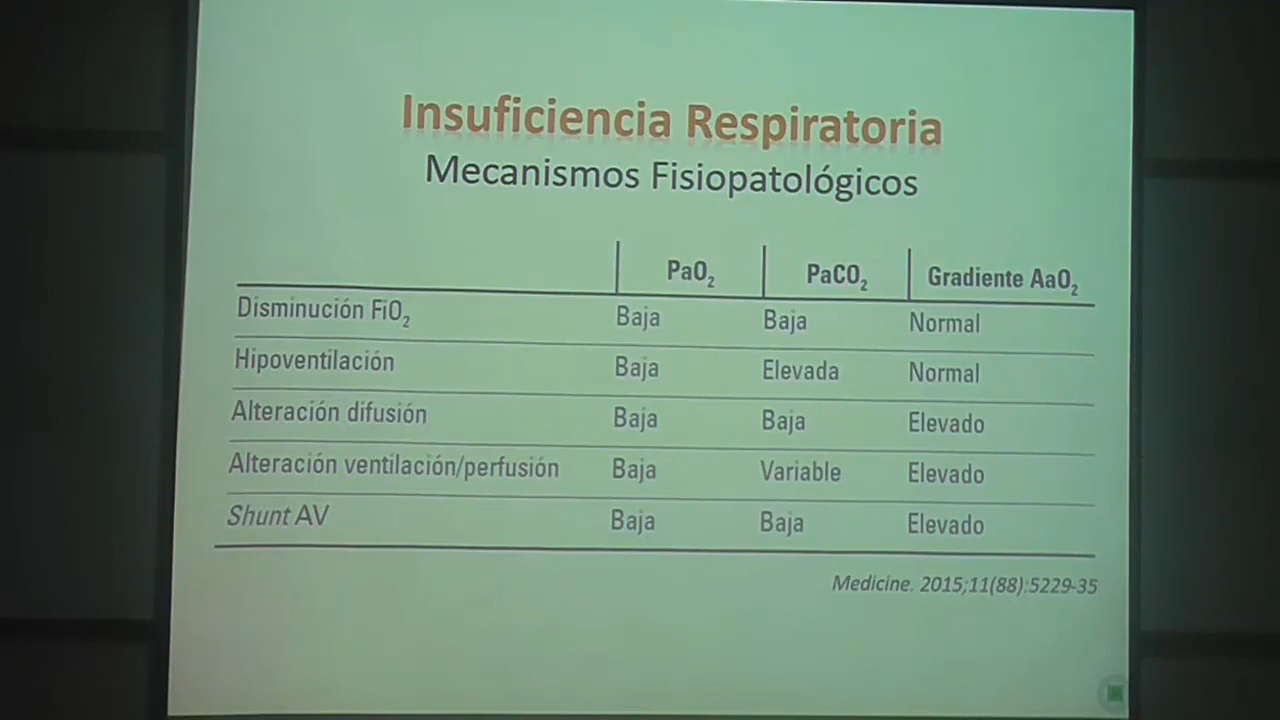 Insuficiencia Respiratoria
Mecanismos Fisiopatológicos
PaO2 PaCO2 Gradiente AaO2
Disminución FiO2 Baja Baja Normal
Hipoventilación Baja Elevada Normal
Alteración difusión Baja Baja Elevado
Alteración ventilación/perfusión Baja Variable Elevado
Shunt AV Baja Baja Elevado
Medicine. 2015;11(88):5229-35